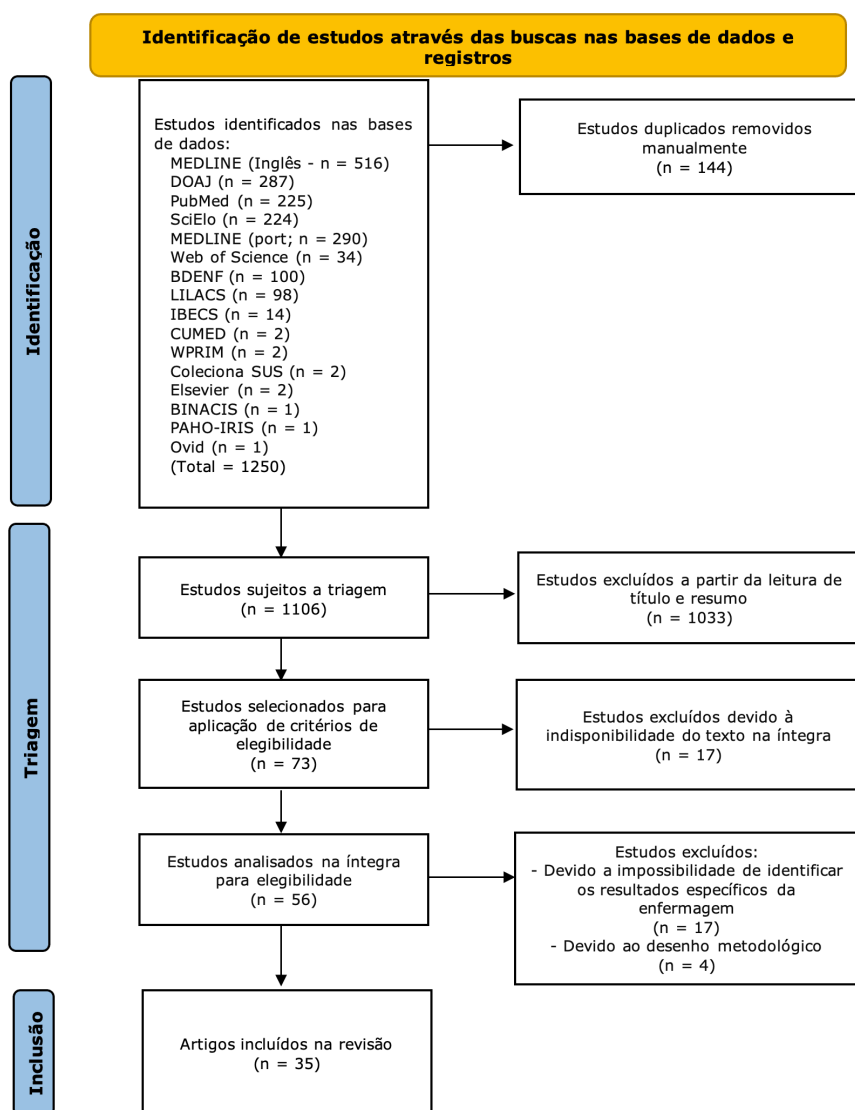 Identificação de estudos através das buscas nas bases de dados e
registros
Identificação
Estudos identificados nas bases
de dados:
MEDLINE (Inglês - n = 516)
DOAJ (n = 287)
PubMed (n = 225)
SciElo (n = 224)
MEDLINE (port; n = 290)
Web of Science (n = 34)
BDENF (n = 100)
LILACS (n = 98)
IBECS (n = 14)
CUMED (n = 2)
WPRIM (n = 2)
Coleciona SUS (n = 2)
Elsevier (n = 2)
BINACIS (n = 1)
PAHO-IRIS (n = 1)
Ovid (n = 1)
(Total = 1250)
Estudos duplicados removidos
manualmente
(n = 144)
Triagem
Estudos sujeitos a triagem
(n = 1106)
Estudos excluídos a partir da leitura de
título e resumo
(n = 1033)
Estudos selecionados para
aplicação de critérios de
elegibilidade
(n = 73)
Estudos excluídos devido à
indisponibilidade do texto na íntegra
(n = 17)
Estudos analisados na íntegra
para elegibilidade
(n = 56)
Estudos excluídos:
- Devido a impossibilidade de identificar
os resultados específicos da
enfermagem
(n = 17)
- Devido ao desenho metodológico
(n = 4)
Inclusão
Artigos incluídos na revisão
(n = 35)